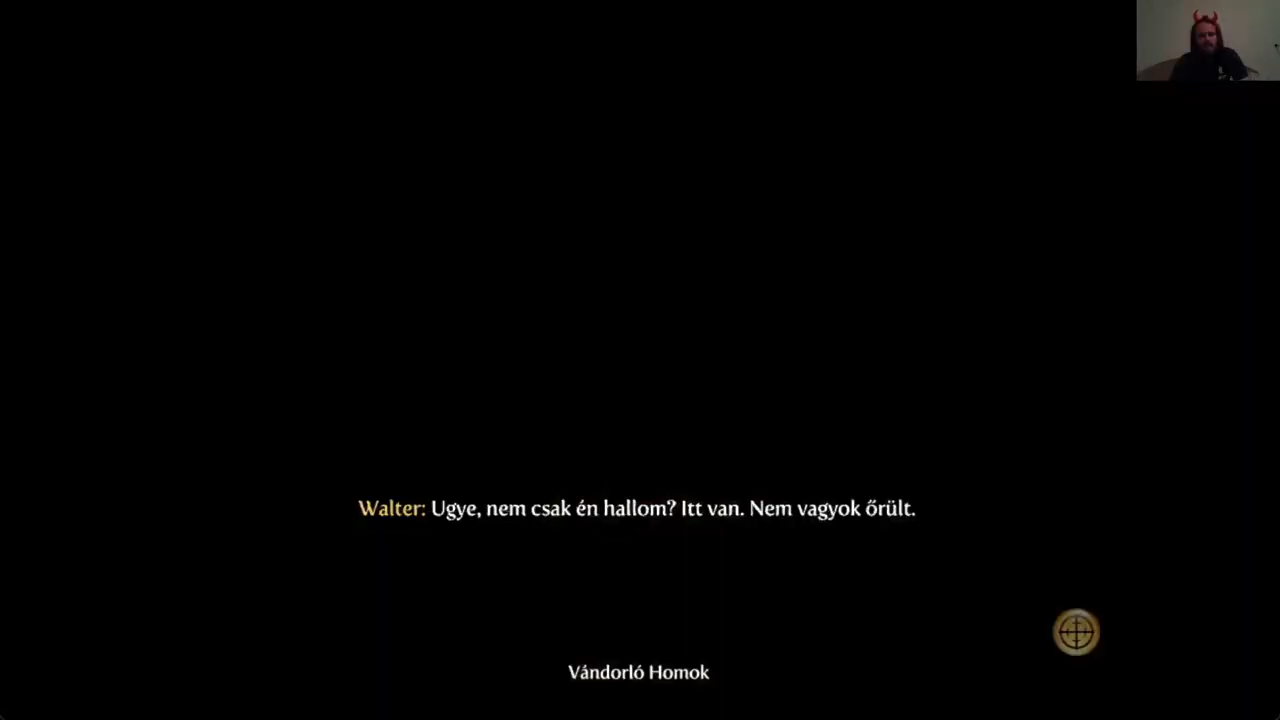 Walter: Ugye, nem csak én hallom? Itt van. Nem vagyok őrült.
Vándorló Homok